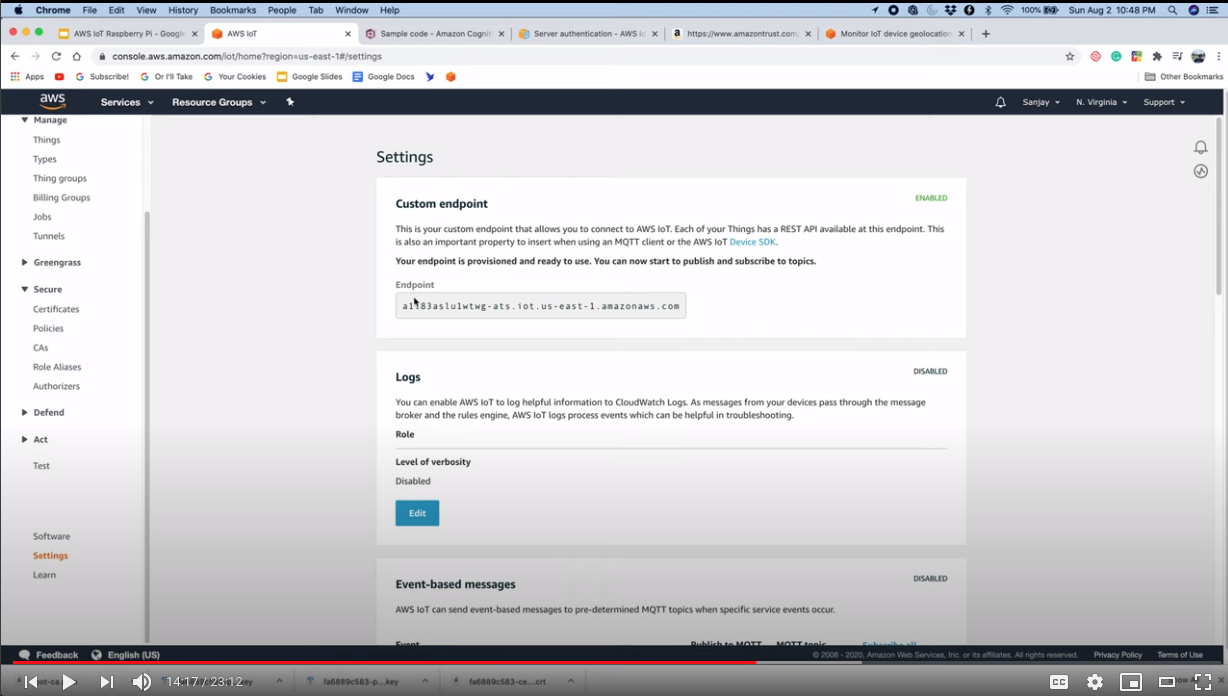 Chrome File Edit View History Bookmarks People Tab Window Help 100% Sun Aug 2 10:48 PM
AWS IoT Raspberry Pi - Googl
AWS IoT
Sample code - Amazon Cognit
Server authentication - AWS Io
https://www.amazontrust.com
Monitor IoT device geolocation
console.aws.amazon.com/iot/home?region=us-east-1#/settings
Apps Subscribe! Or I'll Take Your Cookies Google Slides Google Docs Other Bookmarks
aws Services Resource Groups Sanjay N. Virginia Support
Manage
Things
Types
Thing groups
Billing Groups
Jobs
Tunnels
Greengrass
Secure
Certificates
Policies
CAs
Role Aliases
Authorizers
Defend
Act
Test
Software
Settings
Learn
Settings
Custom endpoint ENABLED
This is your custom endpoint that allows you to connect to AWS IoT. Each of your Things has a REST API available at this endpoint. This
is also an important property to insert when using an MQTT client or the AWS IoT Device SDK.
Your endpoint is provisioned and ready to use. You can now start to publish and subscribe to topics.
Endpoint
Logs DISABLED
You can enable AWS IoT to log helpful information to CloudWatch Logs. As messages from your devices pass through the message
broker and the rules engine, AWS IoT logs process events which can be helpful in troubleshooting.
Role
Level of verbosity
Disabled
Edit
Event-based messages DISABLED
AWS IoT can send event-based messages to pre-determined MQTT topics when specific service events occur.
Event Publish to MQTT MQTT topic Subscribe all
Feedback English (US) © 2008 - 2020, Amazon Web Services, Inc. or its affiliates. All rights reserved. Privacy Policy Terms of Use
14:17 / 23:12 fa6889c583-p....key fa6889c583-ce....crt